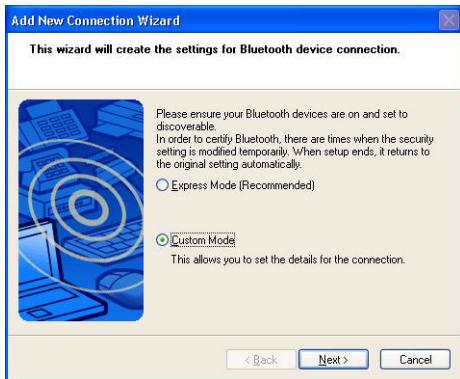 Add New Connection Wizard
This wizard will create the settings for Bluetooth device connection.
Please ensure your Bluetooth devices are on and set to
discoverable.
In order to certify Bluetooth, there are times when the security
setting is modified temporarily. When setup ends, it returns to
the original setting automatically.
Express Mode (Recommended)
Custom Mode
This allows you to set the details for the connection.
< Back Next > Cancel